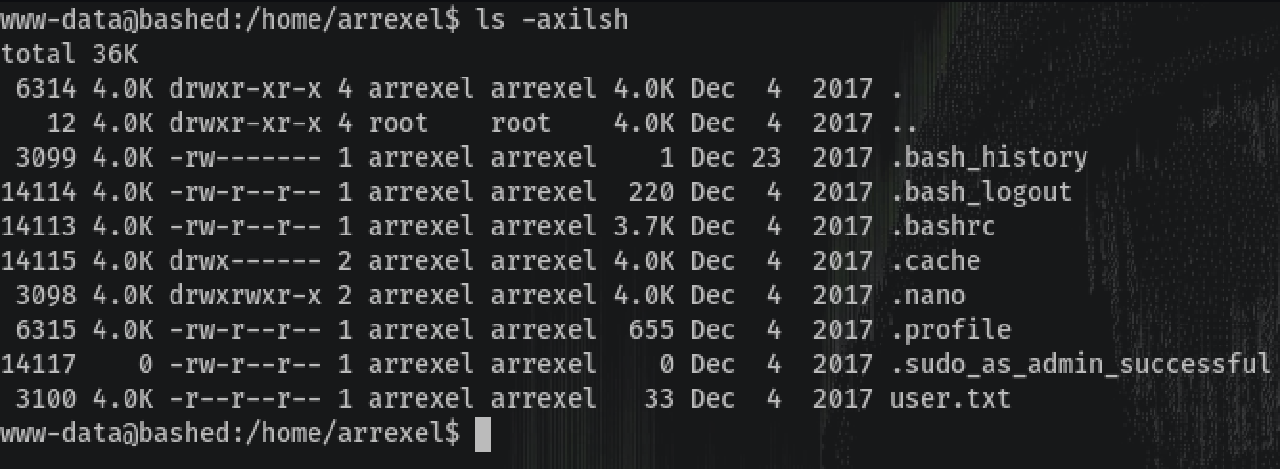 www-data@bashed:/home/arrexel$ ls -axilsh
total 36K
 6314 4.0K drwxr-xr-x 4 arrexel arrexel 4.0K Dec  4  2017 .
   12 4.0K drwxr-xr-x 4 root    root    4.0K Dec  4  2017 ..
 3099 4.0K -rw------- 1 arrexel arrexel    1 Dec 23  2017 .bash_history
14114 4.0K -rw-r--r-- 1 arrexel arrexel  220 Dec  4  2017 .bash_logout
14113 4.0K -rw-r--r-- 1 arrexel arrexel 3.7K Dec  4  2017 .bashrc
14115 4.0K drwx------ 2 arrexel arrexel 4.0K Dec  4  2017 .cache
 3098 4.0K drwxrwxr-x 2 arrexel arrexel 4.0K Dec  4  2017 .nano
 6315 4.0K -rw-r--r-- 1 arrexel arrexel  655 Dec  4  2017 .profile
14117    0 -rw-r--r-- 1 arrexel arrexel    0 Dec  4  2017 .sudo_as_admin_successful
 3100 4.0K -r--r--r-- 1 arrexel arrexel   33 Dec  4  2017 user.txt
www-data@bashed:/home/arrexel$